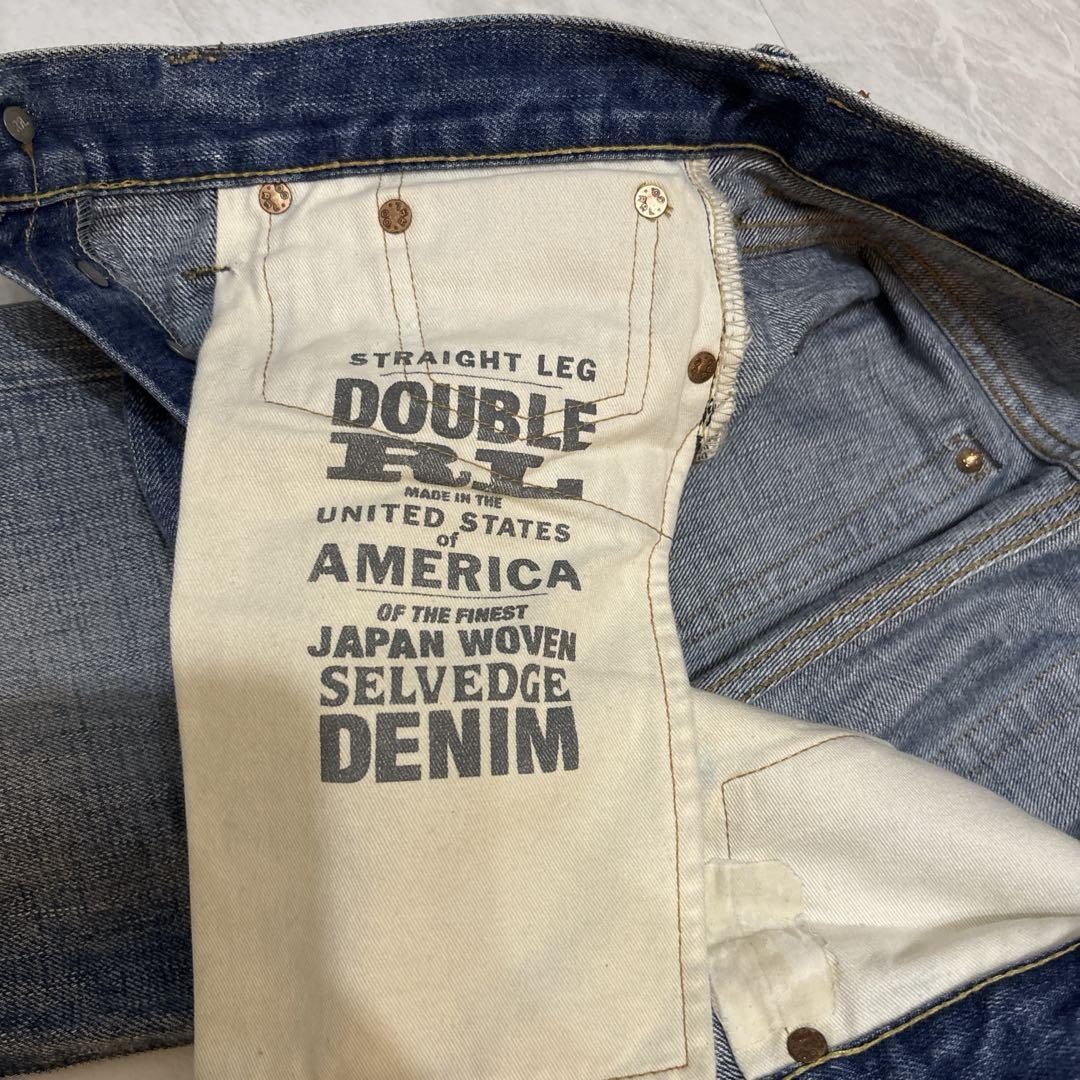 STRAIGHT LEG
DOUBLE
RL
MADE IN THE
UNITED STATES
of
AMERICA
OF THE FINEST
JAPAN WOVEN
SELVEDGE
DENIM